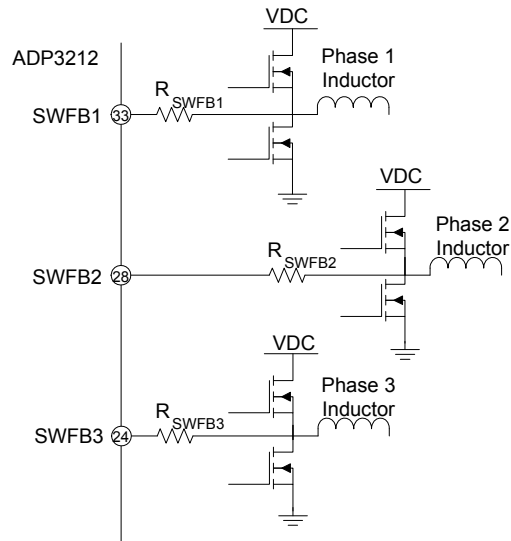 VDC
ADP3212
Phase 1
Inductor
R SWFB1
SWFB1 33
VDC
Phase 2
Inductor
R SWFB2
SWFB2 28
VDC
Phase 3
Inductor
R SWFB3
SWFB3 24